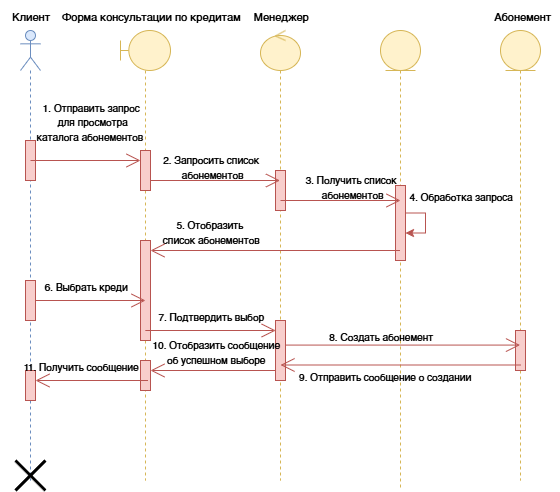 Клиент
Форма консультации по кредитам
Менеджер
Абонемент
1. Отправить запрос
для просмотра
каталога абонементов
2. Запросить список
абонементов
3. Получить список
абонементов
4. Обработка запроса
5. Отобразить
список абонементов
6. Выбрать креди
7. Подтвердить выбор
8. Создать абонемент
9. Отправить сообщение о создании
10. Отобразить сообщение
об успешном выборе
11. Получить сообщение